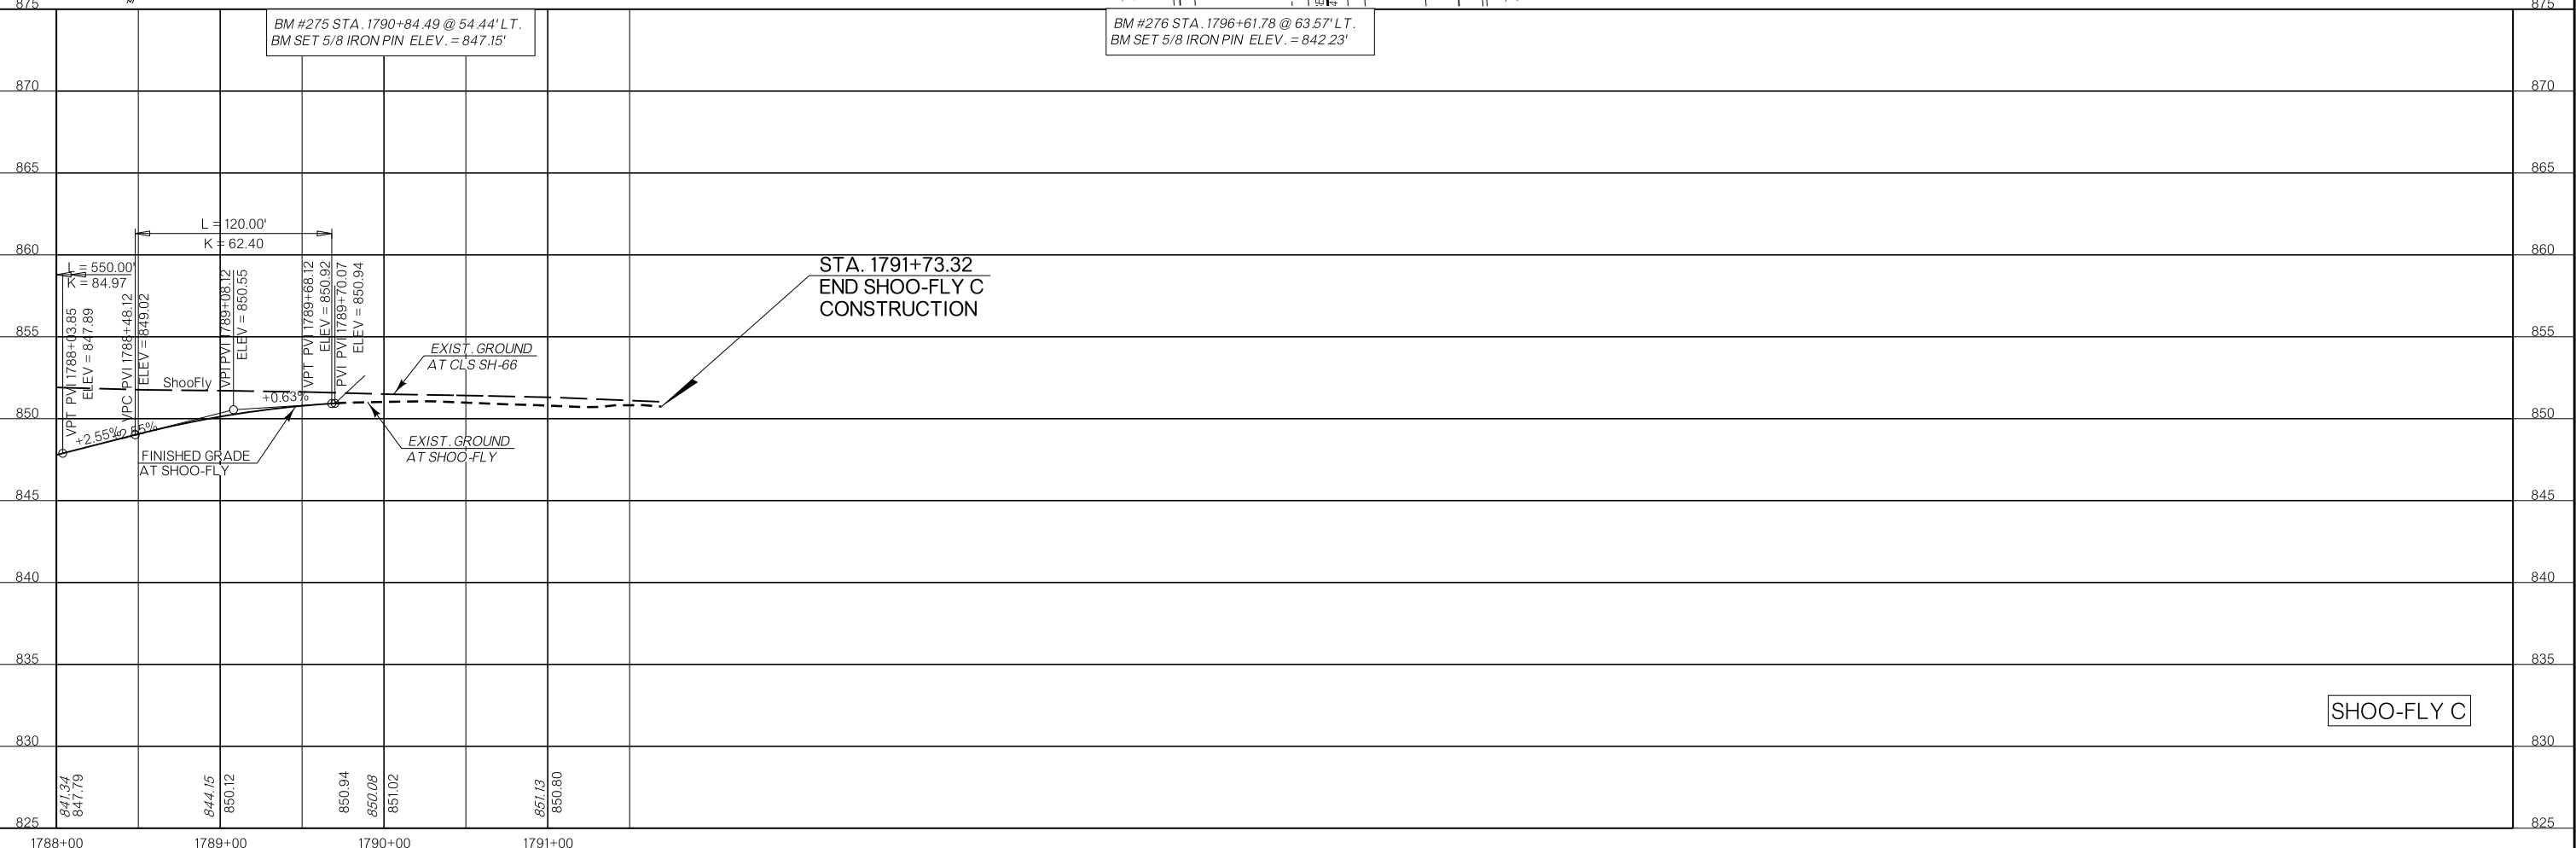 875
875
BM #275 STA. 1790+84.49 @ 54.44' LT.
BM SET 5/8 IRON PIN ELEV. = 847.15'
BM #276 STA. 1796+61.78 @ 63.57' LT.
BM SET 5/8 IRON PIN ELEV. = 842.23'
870
870
865
865
L = 120.00'
K = 62.40
860
860
L = 550.00'
K = 84.97
VPT PVI 1788+03.85
ELEV = 847.89
VPC PVI 1788+48.12
ELEV = 849.02
VPI PVI 1789+08.12
ELEV = 850.55
VPT PVI 1789+68.12
ELEV = 850.92
PVI PVI 1789+70.07
ELEV = 850.94
STA. 1791+73.32
END SHOO-FLY C
CONSTRUCTION
855
855
EXIST. GROUND
AT CLS SH-66
ShooFly
+0.63%
850
850
+2.55%
+2.55%
EXIST. GROUND
AT SHOO-FLY
FINISHED GRADE
AT SHOO-FLY
845
845
840
840
835
835
SHOO-FLY C
830
830
841.34
847.79
844.15
850.12
850.94
850.08
851.02
851.13
850.80
825
825
1788+00
1789+00
1790+00
1791+00